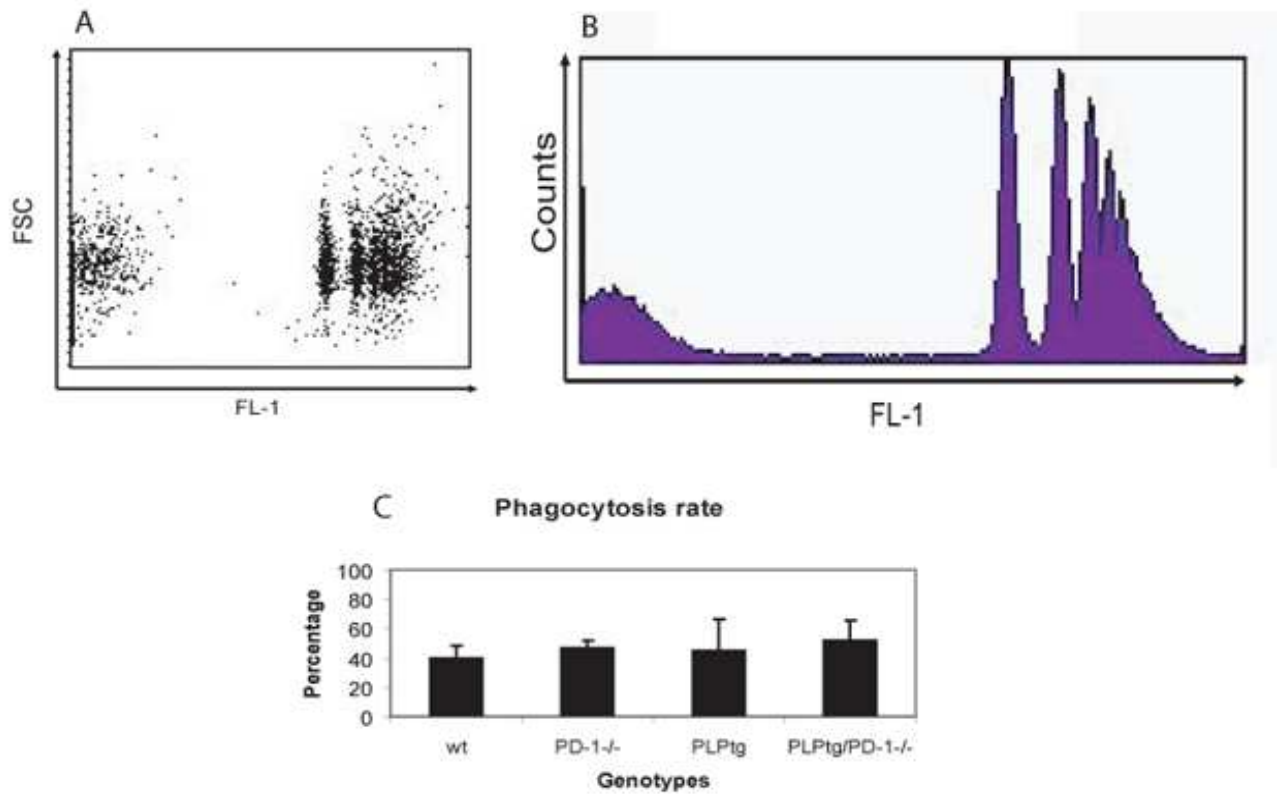 A
FSC
FL-1
B
Counts
FL-1
C
Phagocytosis rate
Percentage
100
80
60
40
20
0
wt PD-1-/- PLPtg PLPtg/PD-1-/-
Genotypes